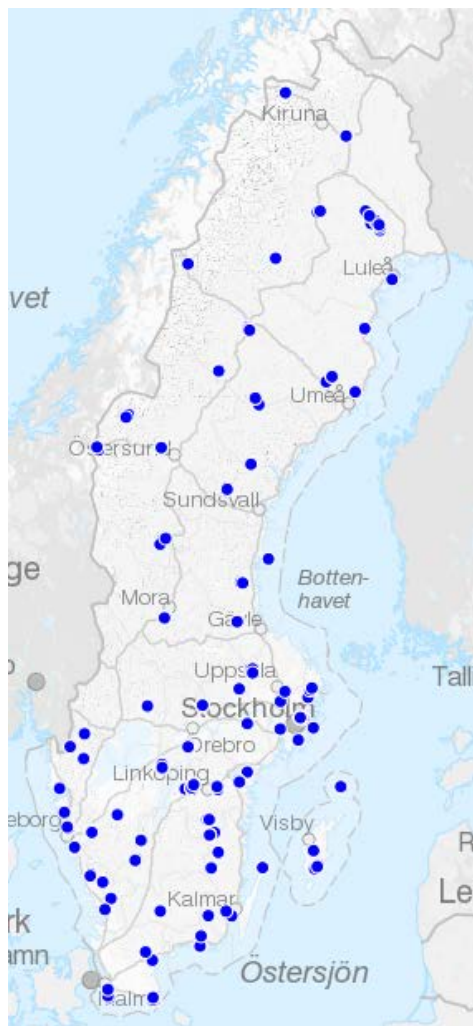 Kiruna
Luleå
vet
Umeå
Östersund
Sundsvall
ge
Botten-
havet
Mora
Gävle
Uppsala
Tall
Stockholm
Örebro
Linköping
eborg
Visby
R
Le
Kalmar
rk
amn
Östersjön
Malmö